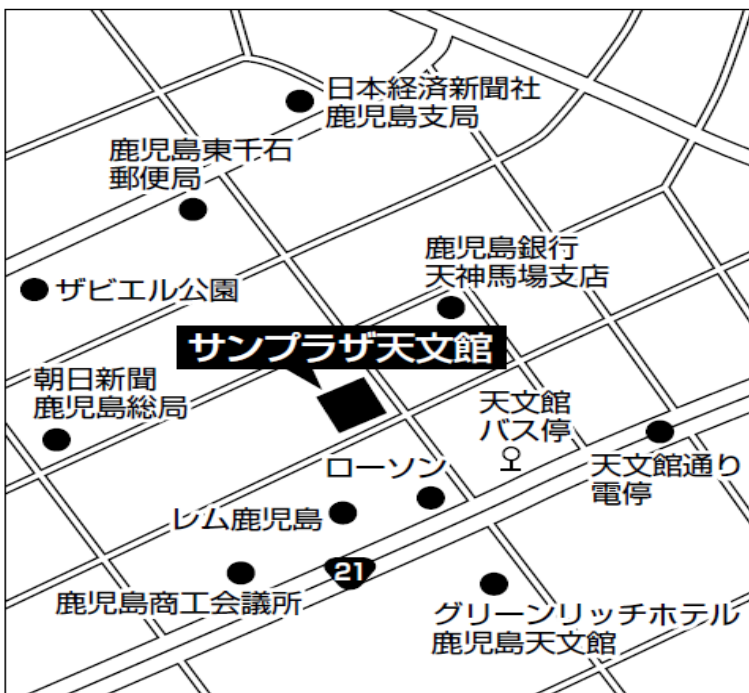 日本経済新聞社
鹿児島支局
鹿児島東千石
郵便局
鹿児島銀行
天神馬場支店
ザビエル公園
サンプラザ天文館
朝日新聞
鹿児島総局
天文館
バス停
ローソン
天文館通り
電停
レム鹿児島
21
鹿児島商工会議所
グリーンリッチホテル
鹿児島天文館